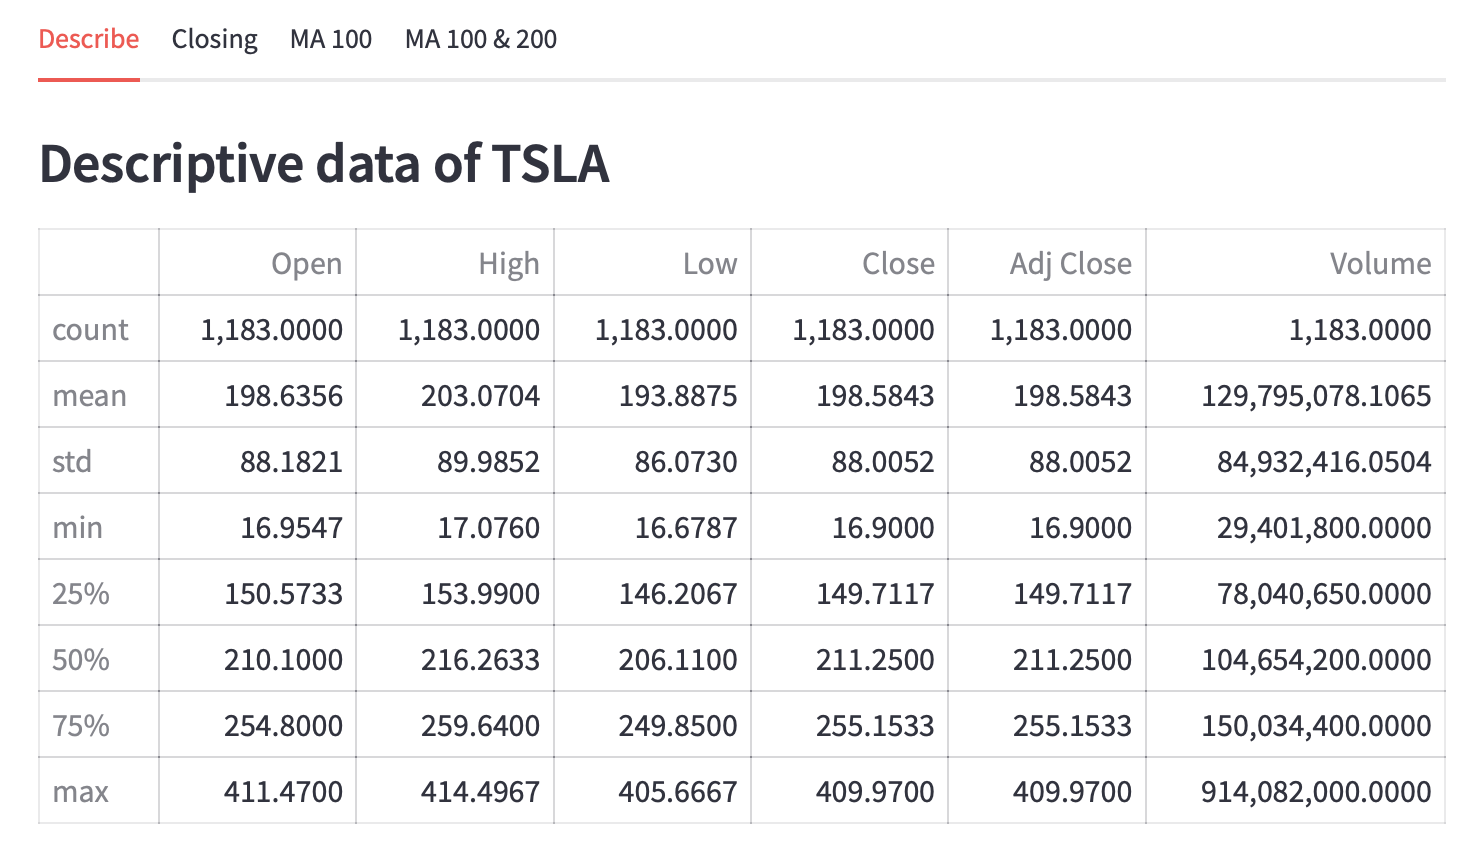 Describe Closing MA 100 MA 100 & 200
Descriptive data of TSLA
Open High Low Close Adj Close Volume
count 1,183.0000 1,183.0000 1,183.0000 1,183.0000 1,183.0000 1,183.0000
mean 198.6356 203.0704 193.8875 198.5843 198.5843 129,795,078.1065
std 88.1821 89.9852 86.0730 88.0052 88.0052 84,932,416.0504
min 16.9547 17.0760 16.6787 16.9000 16.9000 29,401,800.0000
25% 150.5733 153.9900 146.2067 149.7117 149.7117 78,040,650.0000
50% 210.1000 216.2633 206.1100 211.2500 211.2500 104,654,200.0000
75% 254.8000 259.6400 249.8500 255.1533 255.1533 150,034,400.0000
max 411.4700 414.4967 405.6667 409.9700 409.9700 914,082,000.0000